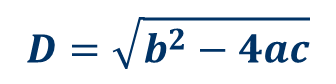 D = √b² − 4ac